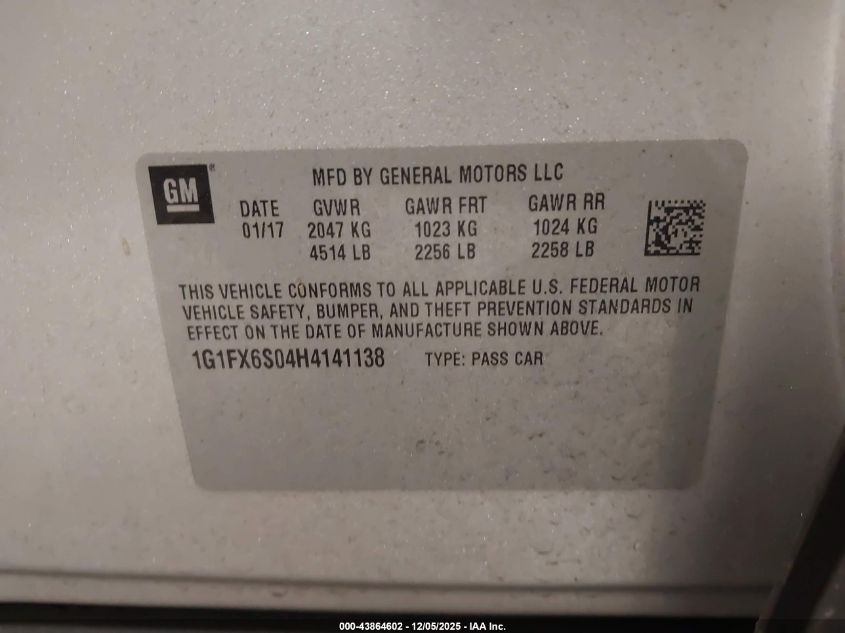 GM
MFD BY GENERAL MOTORS LLC
DATE GVWR GAWR FRT GAWR RR
01/17 2047 KG 1023 KG 1024 KG
4514 LB 2256 LB 2258 LB
THIS VEHICLE CONFORMS TO ALL APPLICABLE U.S. FEDERAL MOTOR
VEHICLE SAFETY, BUMPER, AND THEFT PREVENTION STANDARDS IN
EFFECT ON THE DATE OF MANUFACTURE SHOWN ABOVE.
1G1FX6S04H4141138 TYPE: PASS CAR
000-43864602 - 12/05/2025 - IAA Inc.